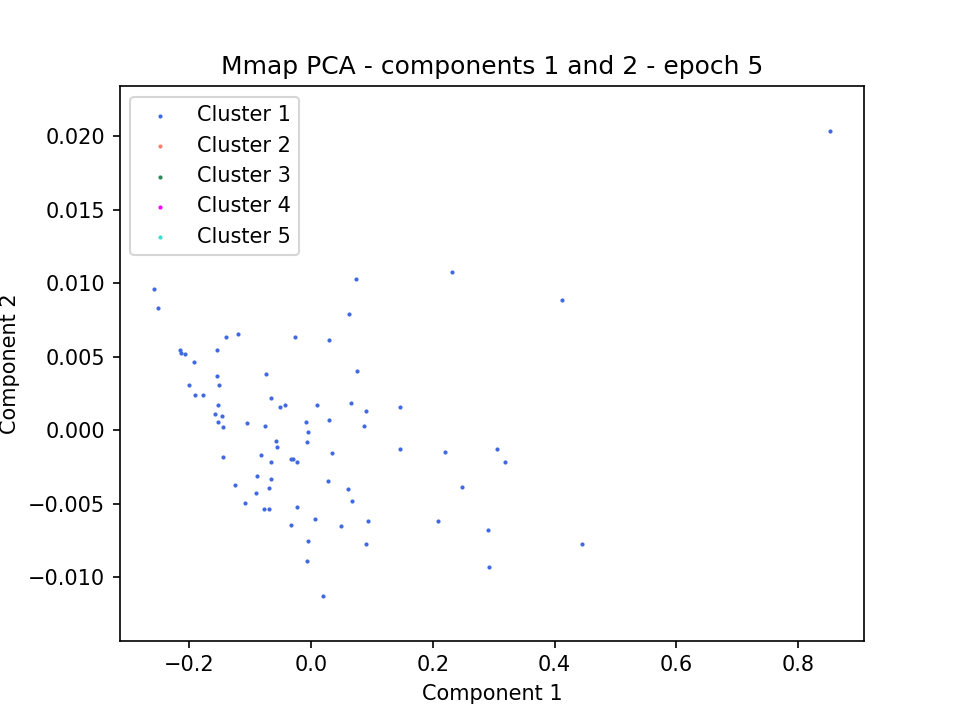 Mmap PCA - components 1 and 2 - epoch 5
Cluster 1
Cluster 2
Cluster 3
Cluster 4
Cluster 5
0.020
0.015
0.010
0.005
0.000
−0.005
−0.010
Component 2
−0.2 0.0 0.2 0.4 0.6 0.8
Component 1